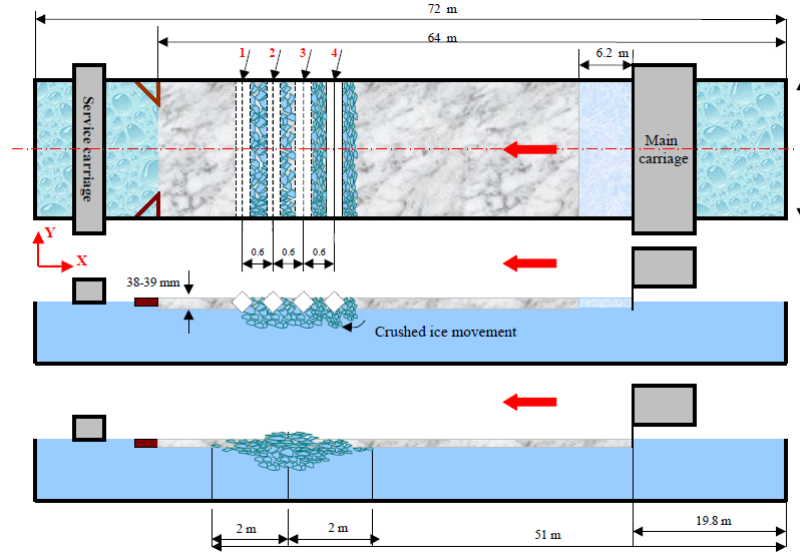 72 m
64 m
1 2 3 4
6.2 m
Service carriage
Main
carriage
Y
X
0.6 0.6 0.6
38-39 mm
Crushed ice movement
2 m 2 m
51 m
19.8 m